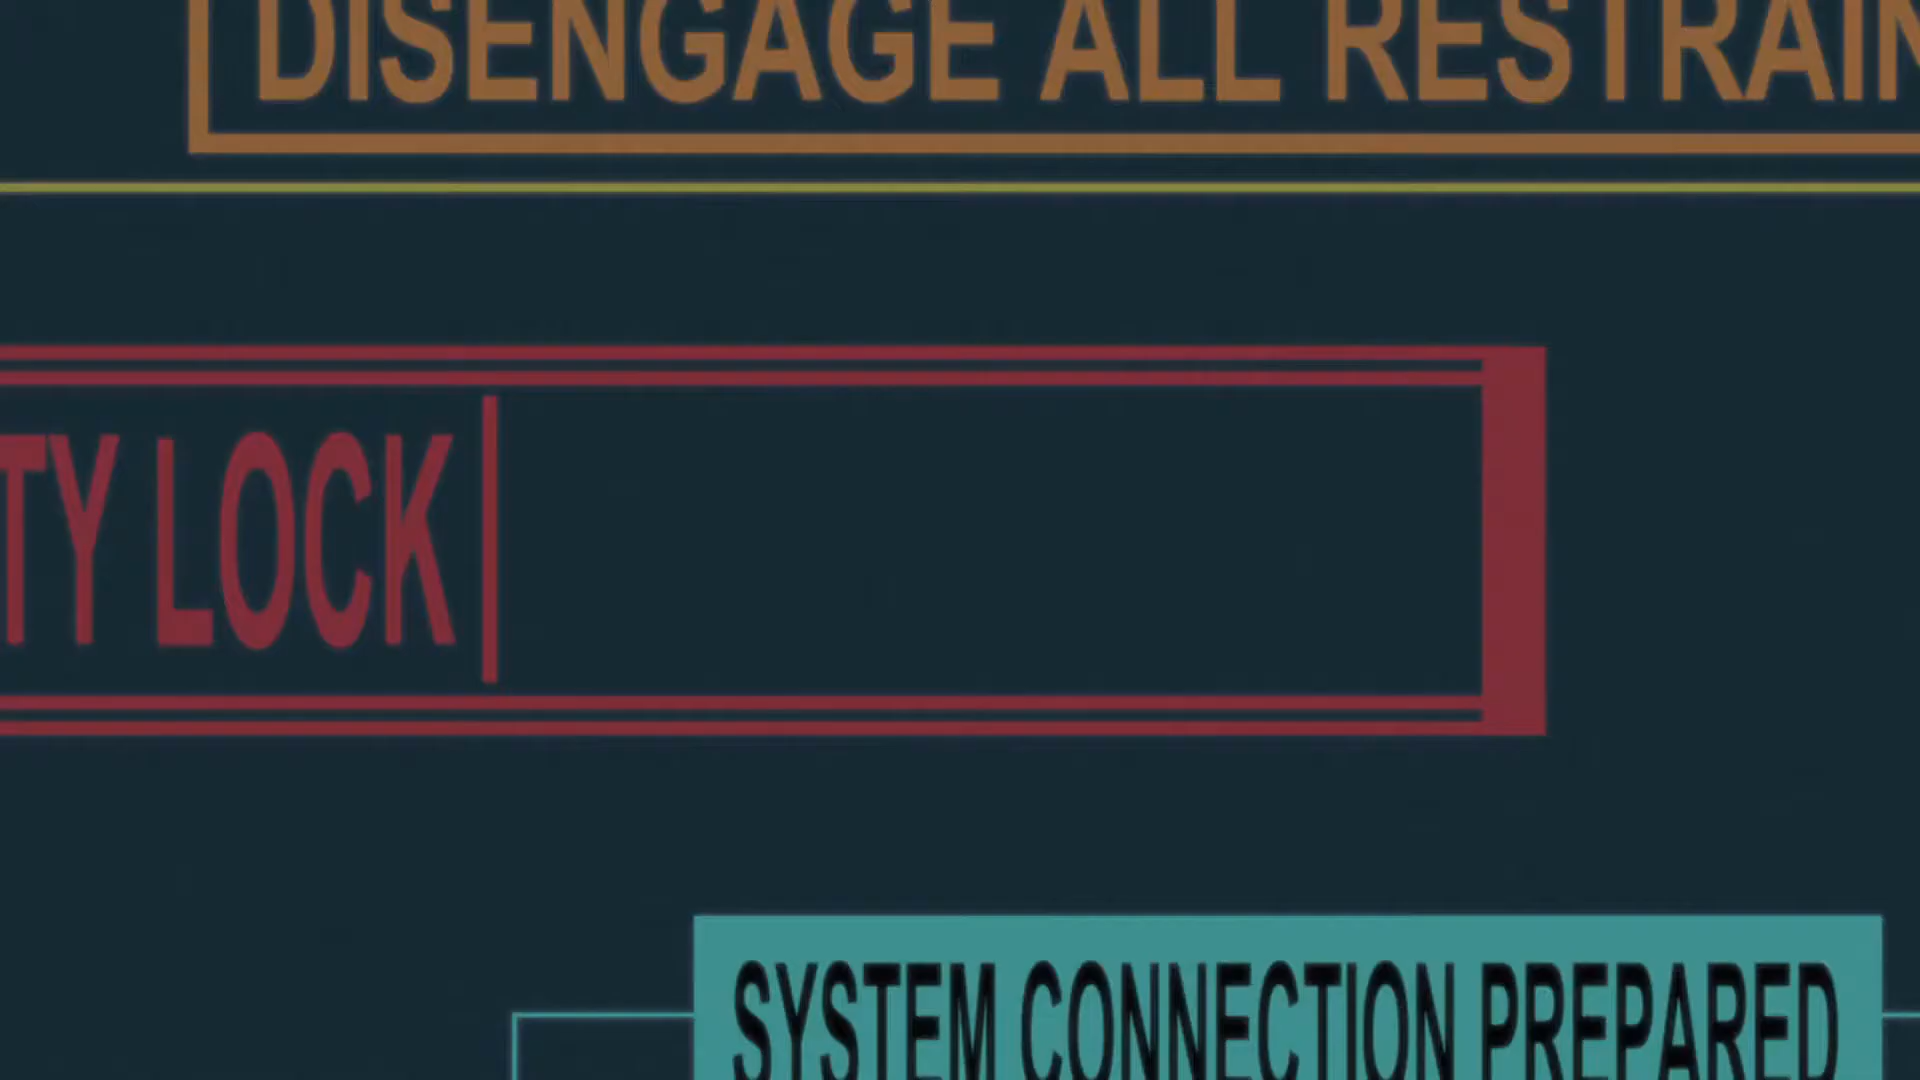 DISENGAGE ALL RESTRAIN
TY LOCK
SYSTEM CONNECTION PREPARED